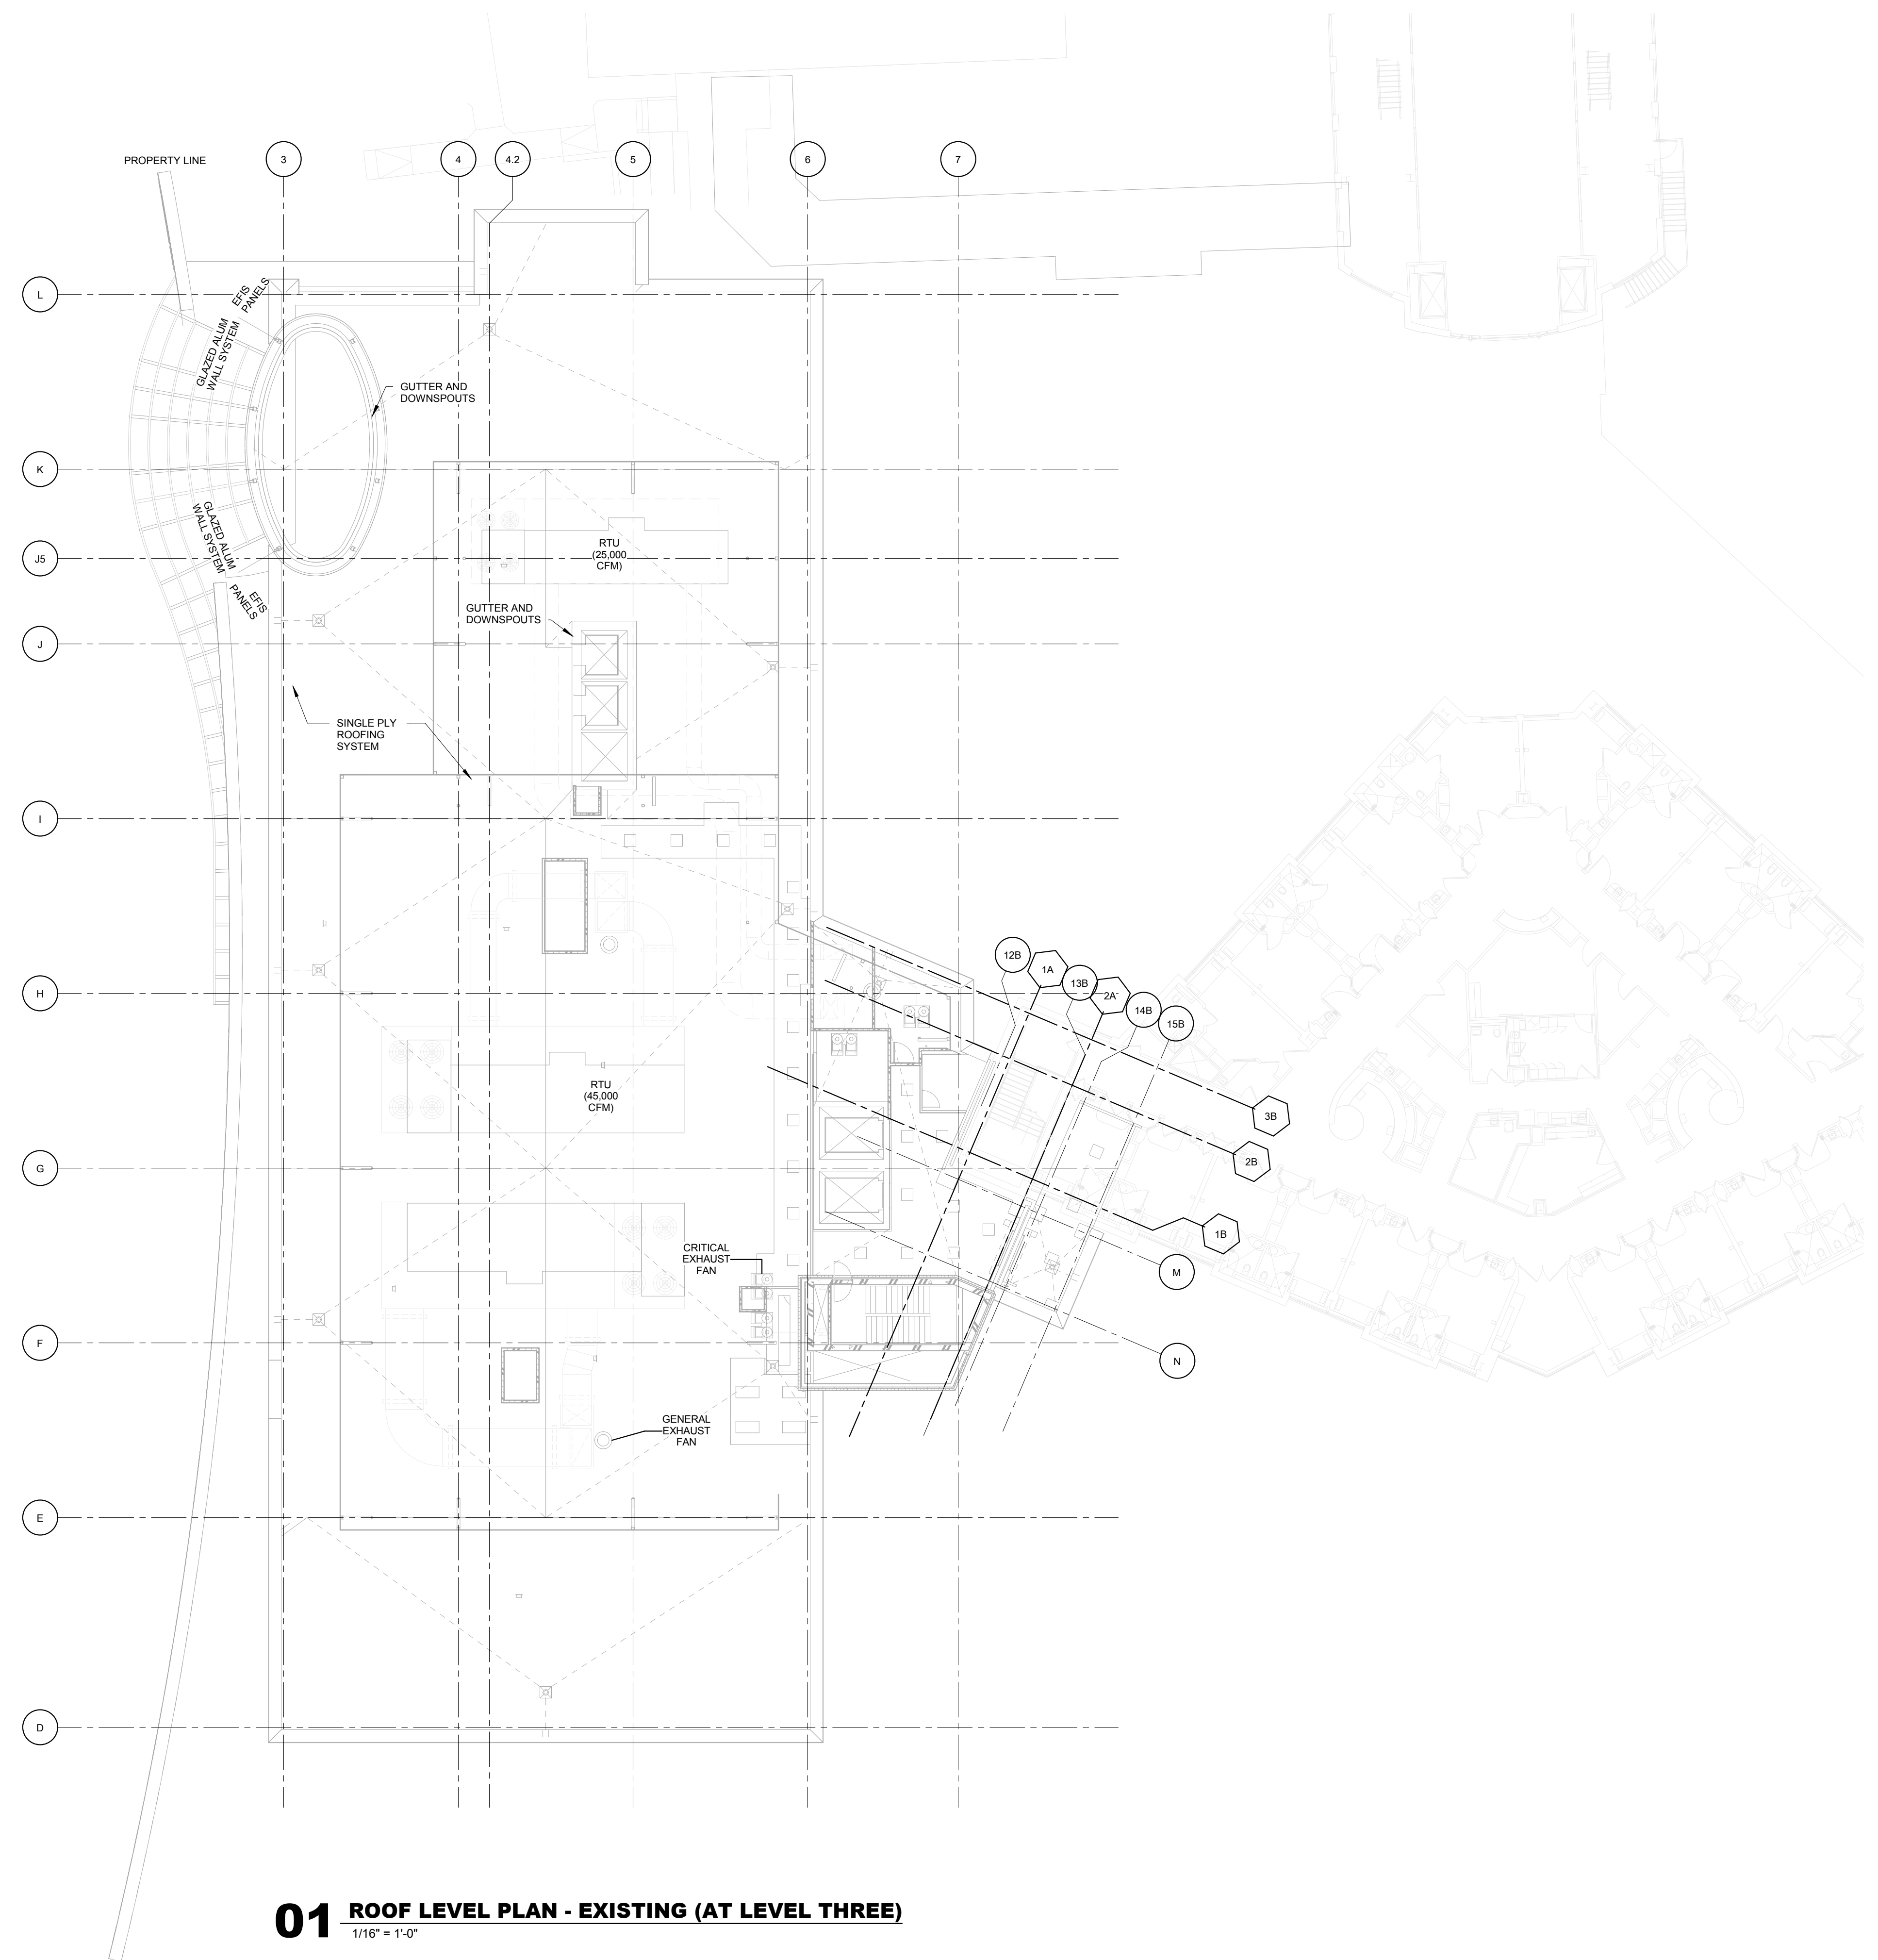 PROPERTY LINE
3
4
4.2
5
6
7
L
EFIS
PANELS
GLAZED ALUM
WALL SYSTEM
GUTTER AND
DOWNSPOUTS
K
GLAZED ALUM
WALL SYSTEM
RTU
(25,000
CFM)
J5
EFIS
PANELS
GUTTER AND
DOWNSPOUTS
J
SINGLE PLY
ROOFING
SYSTEM
I
12B
1A
13B
2A
14B
15B
H
RTU
(45,000
CFM)
3B
2B
G
1B
CRITICAL
EXHAUST
FAN
M
F
N
GENERAL
EXHAUST
FAN
E
D
01 ROOF LEVEL PLAN - EXISTING (AT LEVEL THREE)
1/16" = 1'-0"